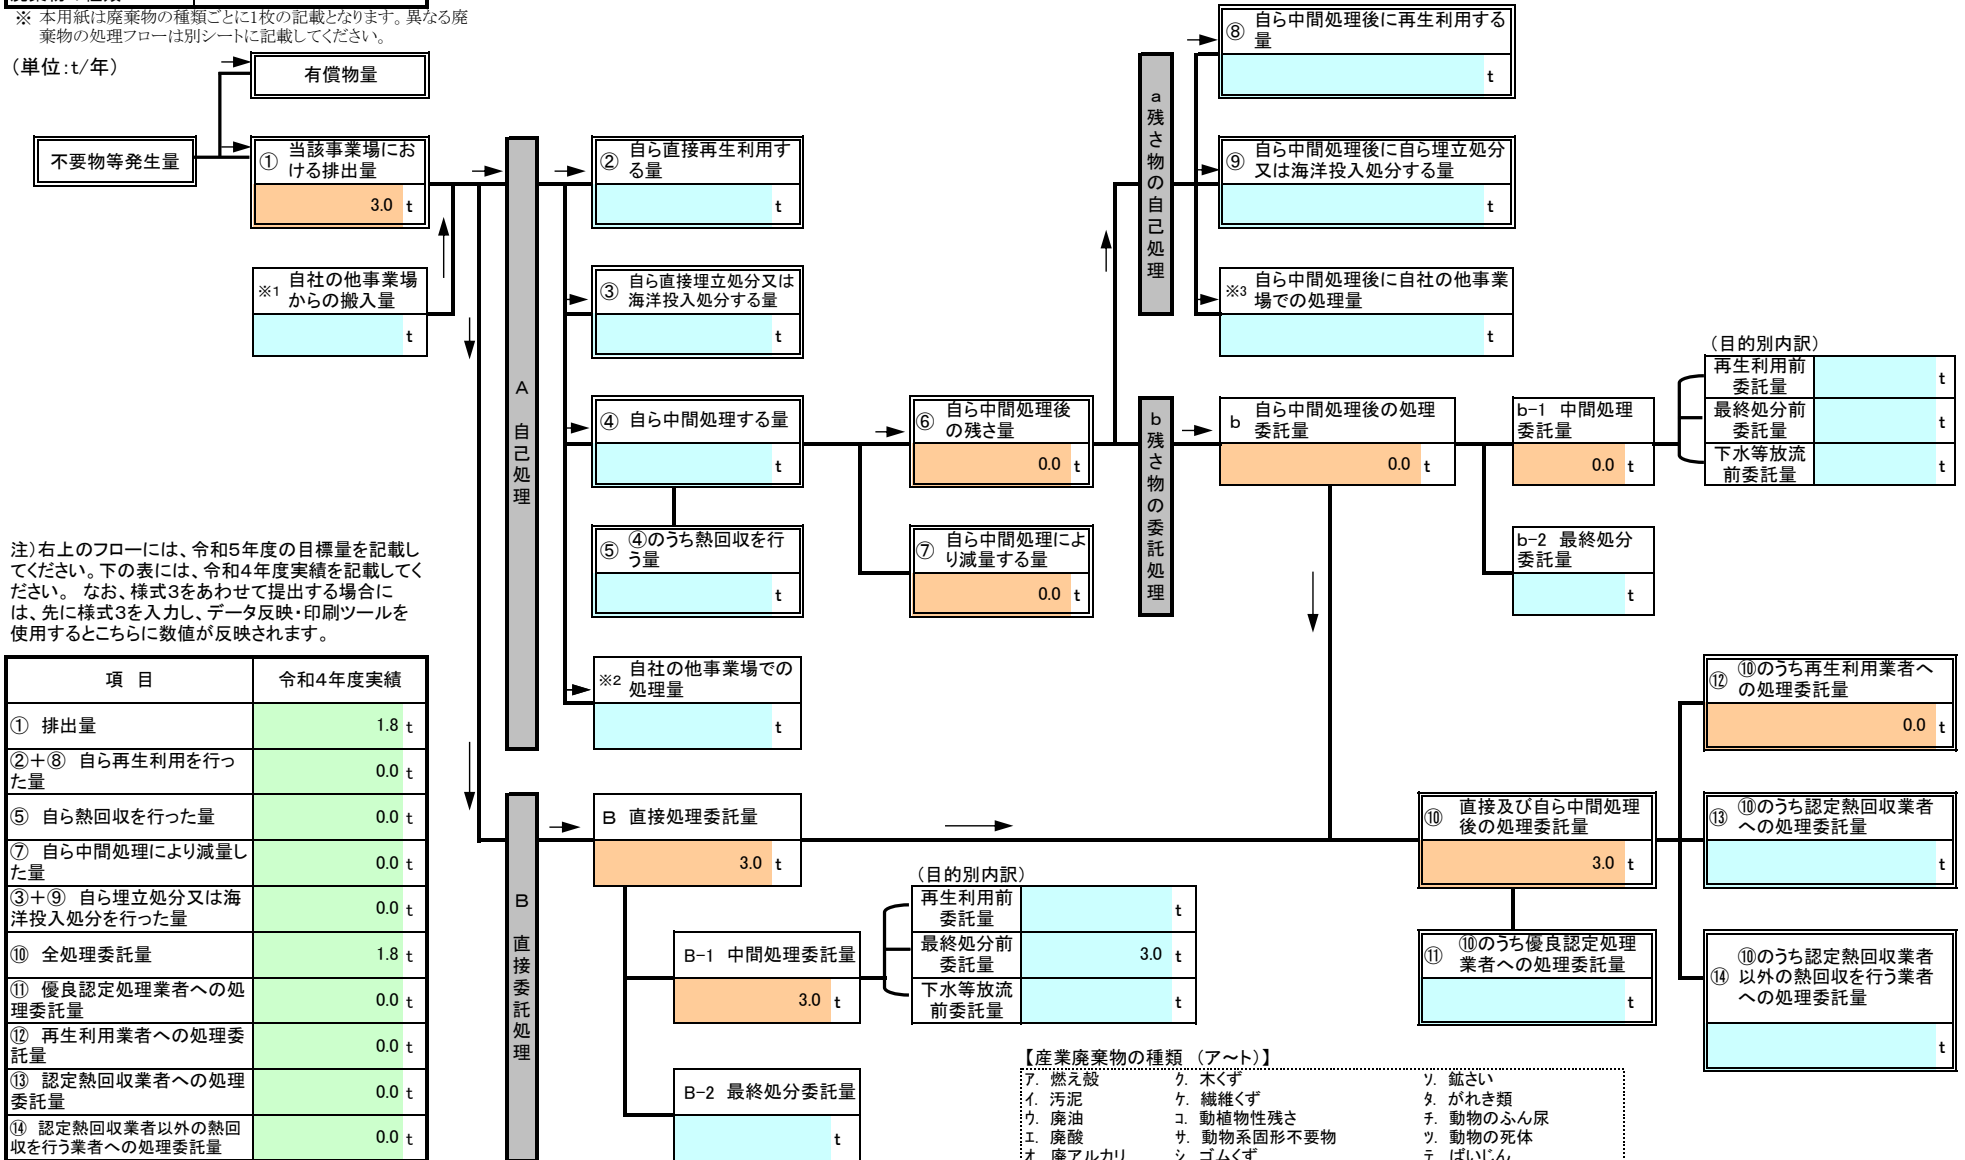 ※ 本用紙は廃棄物の種類ごとに1枚の記載となります。異なる廃
棄物の処理フローは別シートに記載してください。
（単位:t/年）
有償物量
不要物等発生量
① 当該事業場にお
ける排出量
3.0 t
※1 自社の他事業場
からの搬入量
t
A 自己処理
② 自ら直接再生利用す
る量
t
③ 自ら直接埋立処分又は
海洋投入処分する量
t
④ 自ら中間処理する量
t
⑤ ④のうち熱回収を行
う量
t
※2 自社の他事業場での
処理量
t
⑥ 自ら中間処理後
の残さ量
0.0 t
⑦ 自ら中間処理によ
り減量する量
0.0 t
a 残さ物の自己処理
⑧ 自ら中間処理後に再生利用する
量
t
⑨ 自ら中間処理後に自ら埋立処分
又は海洋投入処分する量
t
※3 自ら中間処理後に自社の他事業
場での処理量
t
b 残さ物の委託処理
b 自ら中間処理後の処理
委託量
0.0 t
b-1 中間処理
委託量
0.0 t
（目的別内訳）
再生利用前
委託量
t
最終処分前
委託量
t
下水等放流
前委託量
t
b-2 最終処分
委託量
t
注）右上のフローには、令和5年度の目標量を記載し
てください。下の表には、令和4年度実績を記載してく
ださい。 なお、様式3をあわせて提出する場合に
は、先に様式3を入力し、データ反映・印刷ツールを
使用するとこちらに数値が反映されます。
項 目 令和4年度実績
① 排出量 1.8 t
②＋⑧ 自ら再生利用を行っ
た量 0.0 t
⑤ 自ら熱回収を行った量 0.0 t
⑦ 自ら中間処理により減量し
た量 0.0 t
③＋⑨ 自ら埋立処分又は海
洋投入処分を行った量 0.0 t
⑩ 全処理委託量 1.8 t
⑪ 優良認定処理業者への処
理委託量 0.0 t
⑫ 再生利用業者への処理委
託量 0.0 t
⑬ 認定熱回収業者への処理
委託量 0.0 t
⑭ 認定熱回収業者以外の熱回
収を行う業者への処理委託量 0.0 t
B 直接委託処理
B 直接処理委託量
3.0 t
B-1 中間処理委託量
3.0 t
（目的別内訳）
再生利用前
委託量
t
最終処分前
委託量
3.0 t
下水等放流
前委託量
t
B-2 最終処分委託量
t
⑩ 直接及び自ら中間処理
後の処理委託量
3.0 t
⑪ ⑩のうち優良認定処理
業者への処理委託量
t
⑫ ⑩のうち再生利用業者へ
の処理委託量
0.0 t
⑬ ⑩のうち認定熱回収業者
への処理委託量
t
⑭ ⑩のうち認定熱回収業者
以外の熱回収を行う業者
への処理委託量
t
【産業廃棄物の種類 （ア～ト）】
ア. 燃え殻 ク. 木くず ソ. 鉱さい
イ. 汚泥 ケ. 繊維くず タ. がれき類
ウ. 廃油 コ. 動植物性残さ チ. 動物のふん尿
エ. 廃酸 サ. 動物系固形不要物 ツ. 動物の死体
オ. 廃アルカリ シ. ゴムくず テ. ばいじん